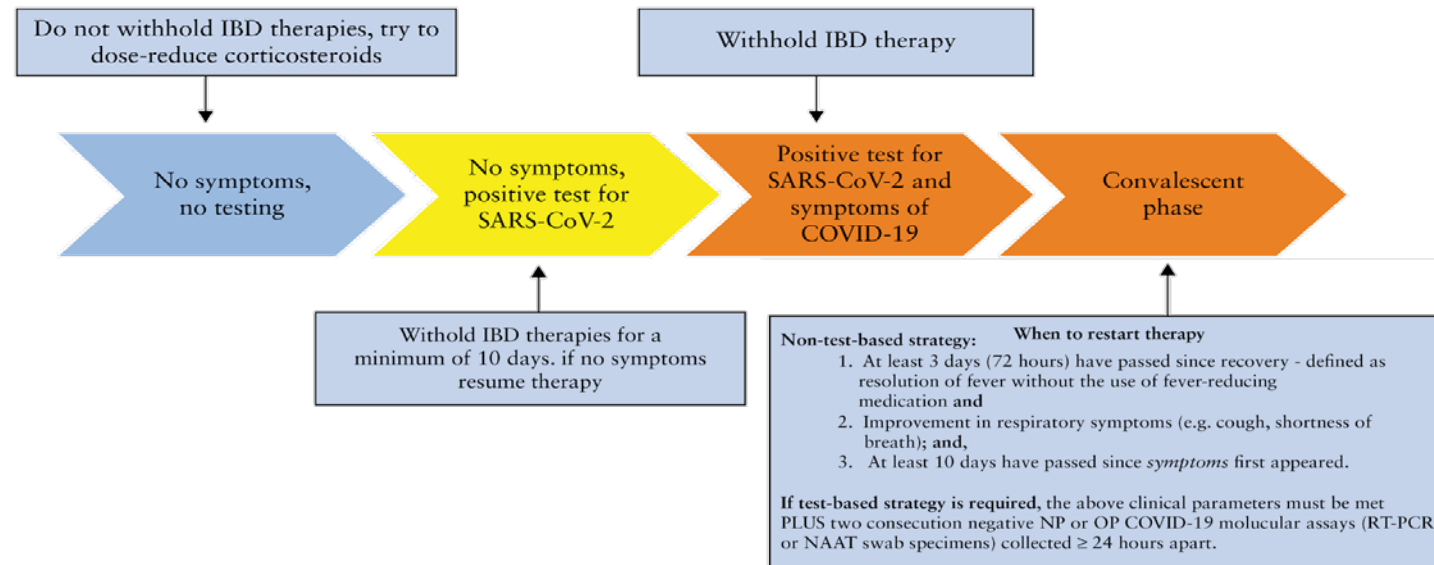 Do not withhold IBD therapies, try to
dose-reduce corticosteroids
Withhold IBD therapy
No symptoms,
no testing
No symptoms,
positive test for
SARS-CoV-2
Positive test for
SARS-CoV-2 and
symptoms of
COVID-19
Convalescent
phase
Withold IBD therapies for a
minimum of 10 days. if no symptoms
resume therapy
When to restart therapy
Non-test-based strategy:
1. At least 3 days (72 hours) have passed since recovery - defined as
resolution of fever without the use of fever-reducing
medication and
2. Improvement in respiratory symptoms (e.g. cough, shortness of
breath); and,
3. At least 10 days have passed since symptoms first appeared.
If test-based strategy is required, the above clinical parameters must be met
PLUS two consecution negative NP or OP COVID-19 molucular assays (RT-PCR
or NAAT swab specimens) collected ≥ 24 hours apart.